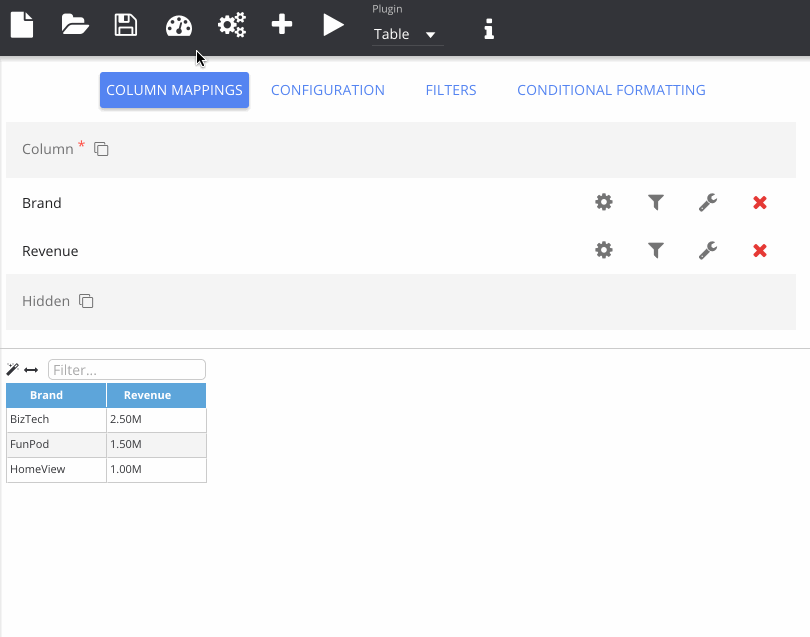 Plugin
Table
COLUMN MAPPINGS CONFIGURATION FILTERS CONDITIONAL FORMATTING
Column *
Brand
Revenue
Hidden
Filter...
Brand Revenue
BizTech 2.50M
FunPod 1.50M
HomeView 1.00M